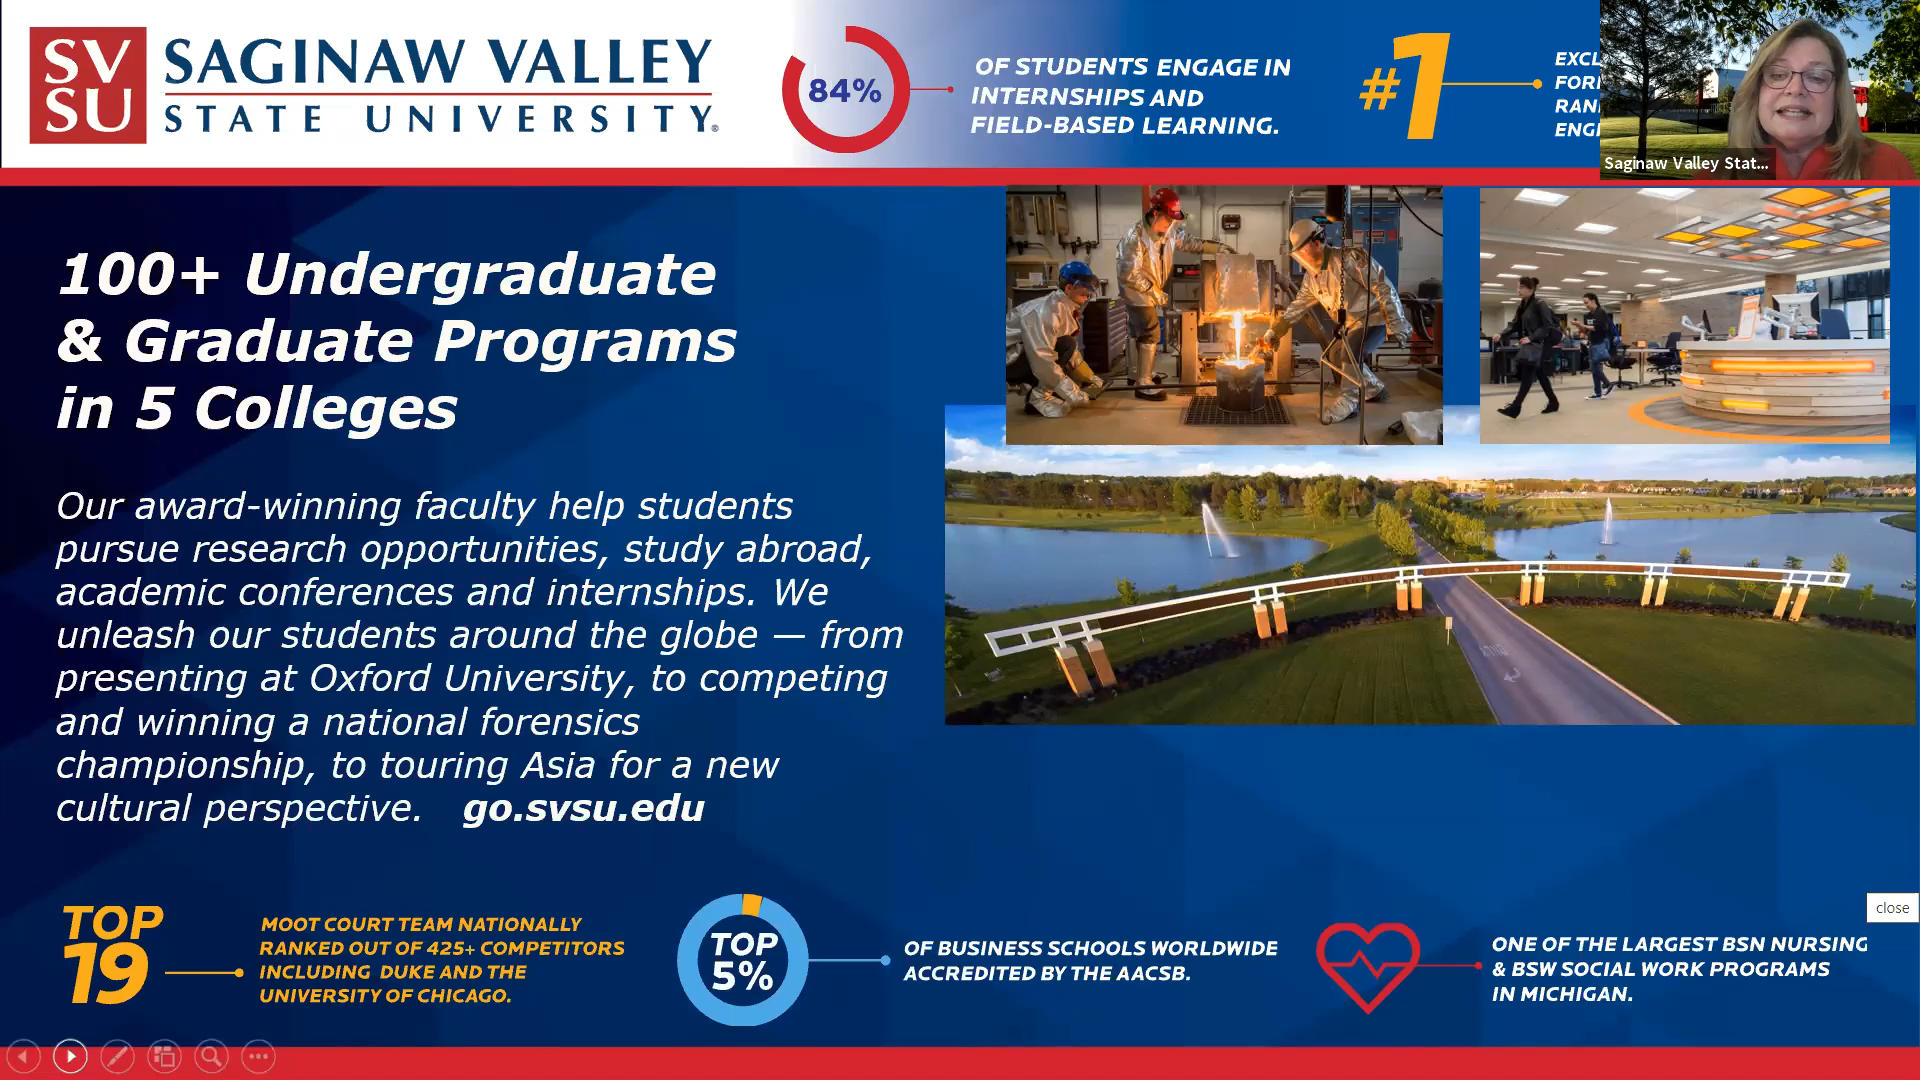 SV
SU
SAGINAW VALLEY
STATE UNIVERSITY®
84%
OF STUDENTS ENGAGE IN
INTERNSHIPS AND
FIELD-BASED LEARNING.
#1
Saginaw Valley Stat...
100+ Undergraduate
& Graduate Programs
in 5 Colleges
Our award-winning faculty help students
pursue research opportunities, study abroad,
academic conferences and internships. We
unleash our students around the globe — from
presenting at Oxford University, to competing
and winning a national forensics
championship, to touring Asia for a new
cultural perspective. go.svsu.edu
TOP
19
MOOT COURT TEAM NATIONALLY
RANKED OUT OF 425+ COMPETITORS
INCLUDING DUKE AND THE
UNIVERSITY OF CHICAGO.
TOP
5%
OF BUSINESS SCHOOLS WORLDWIDE
ACCREDITED BY THE AACSB.
ONE OF THE LARGEST BSN NURSING
& BSW SOCIAL WORK PROGRAMS
IN MICHIGAN.
close